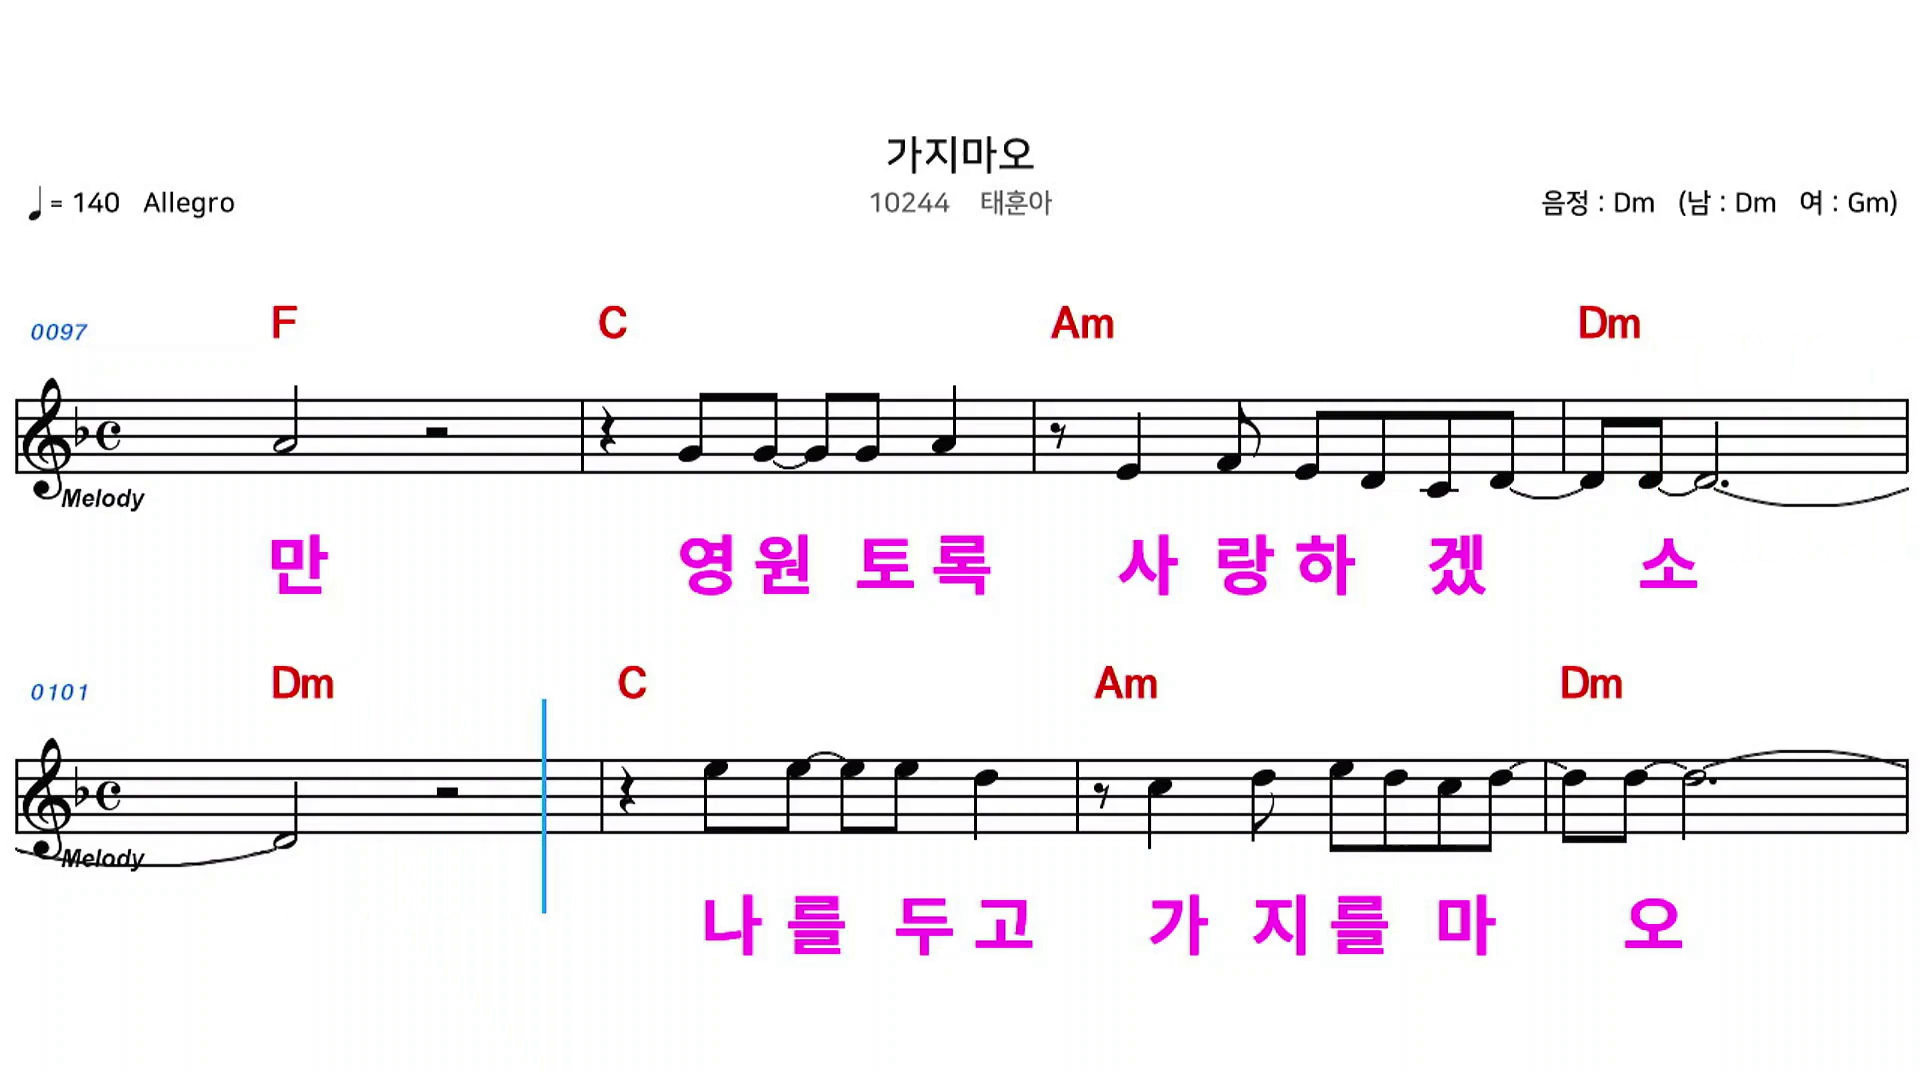 가지마오
♩= 140 Allegro 10244 태훈아 음정 : Dm (남 : Dm 여 : Gm)
0097 F C Am Dm
Melody
만 영원 토록 사 랑하 겠 소
0101 Dm C Am Dm
Melody
나를 두고 가 지를 마 오